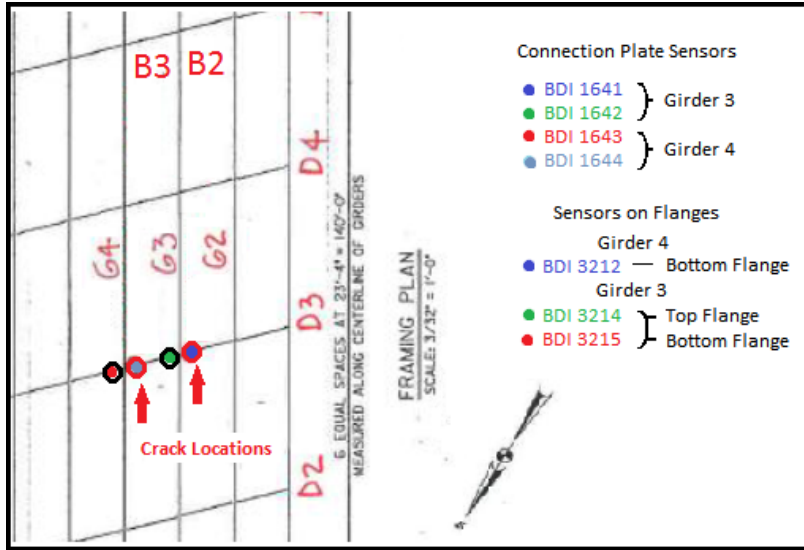 B3 B2
D4
G4 G3 G2
D3
D2
Crack Locations
6 EQUAL SPACES AT 23'-4" = 140'-0"
MEASURED ALONG CENTERLINE OF GIRDERS
FRAMING PLAN
SCALE: 3/32" = 1'-0"
Connection Plate Sensors
BDI 1641
BDI 1642
Girder 3
BDI 1643
BDI 1644
Girder 4
Sensors on Flanges
Girder 4
BDI 3212 — Bottom Flange
Girder 3
BDI 3214 Top Flange
BDI 3215 Bottom Flange